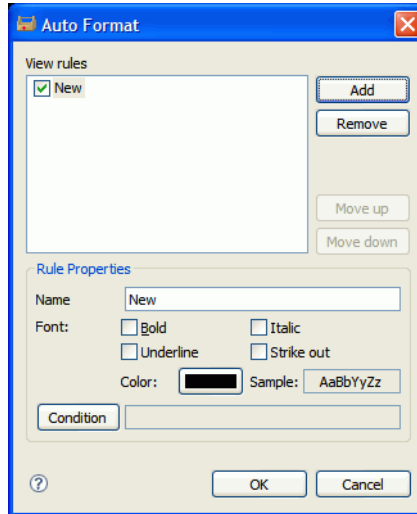 Auto Format
View rules
New
Add
Remove
Move up
Move down
Rule Properties
Name New
Font: Bold Italic
Underline Strike out
Color: Sample: AaBbYyZz
Condition
? OK Cancel